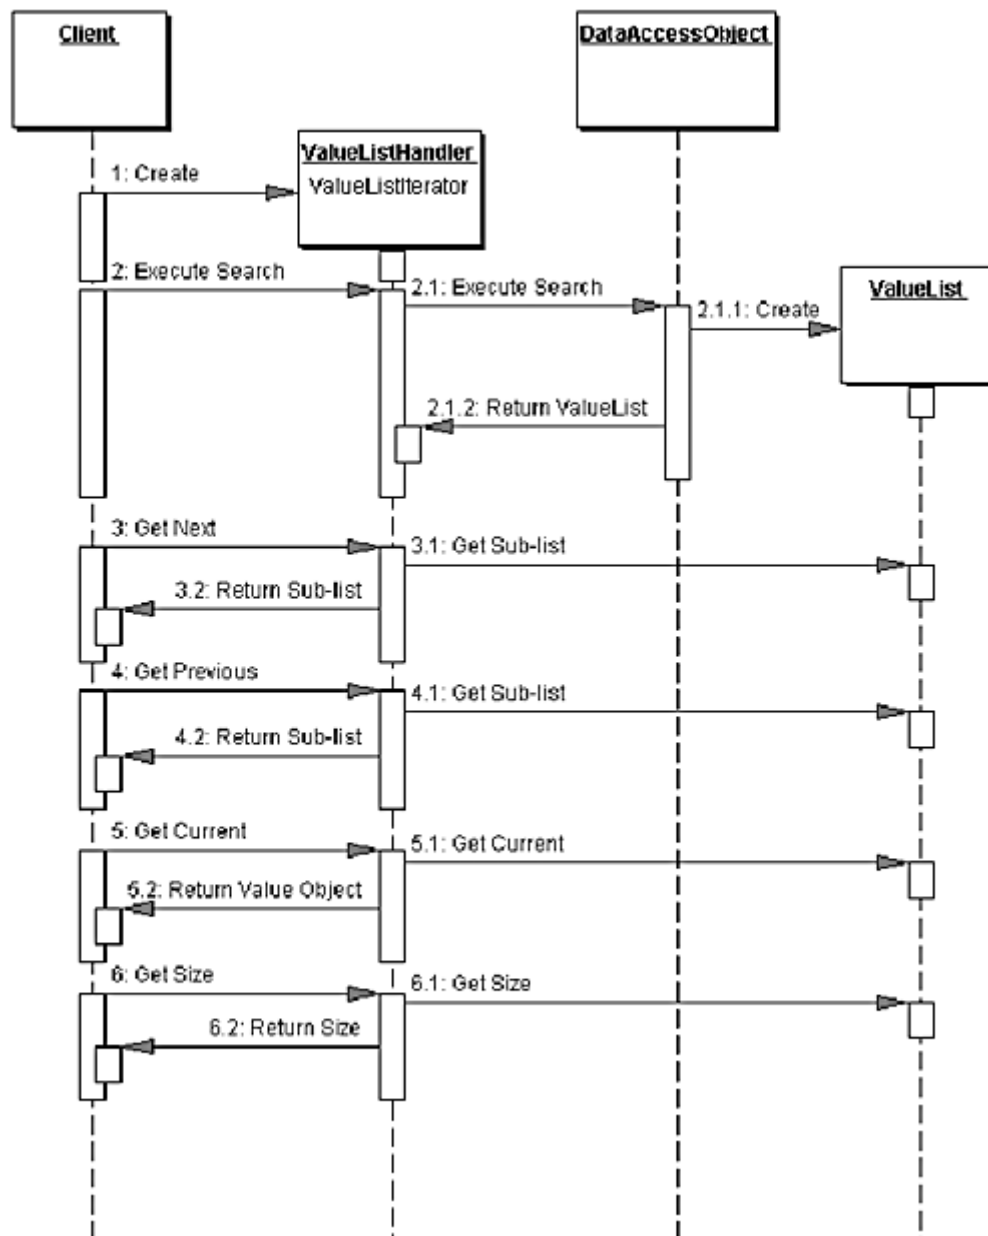 Client
DataAccessObject
ValueListHandler
ValueListIterator
1: Create
2: Execute Search
2.1: Execute Search
ValueList
2.1.1: Create
2.1.2: Return ValueList
3: Get Next
3.1: Get Sub-list
3.2: Return Sub-list
4: Get Previous
4.1: Get Sub-list
4.2: Return Sub-list
5: Get Current
5.1: Get Current
5.2: Return Value Object
6: Get Size
6.1: Get Size
6.2: Return Size